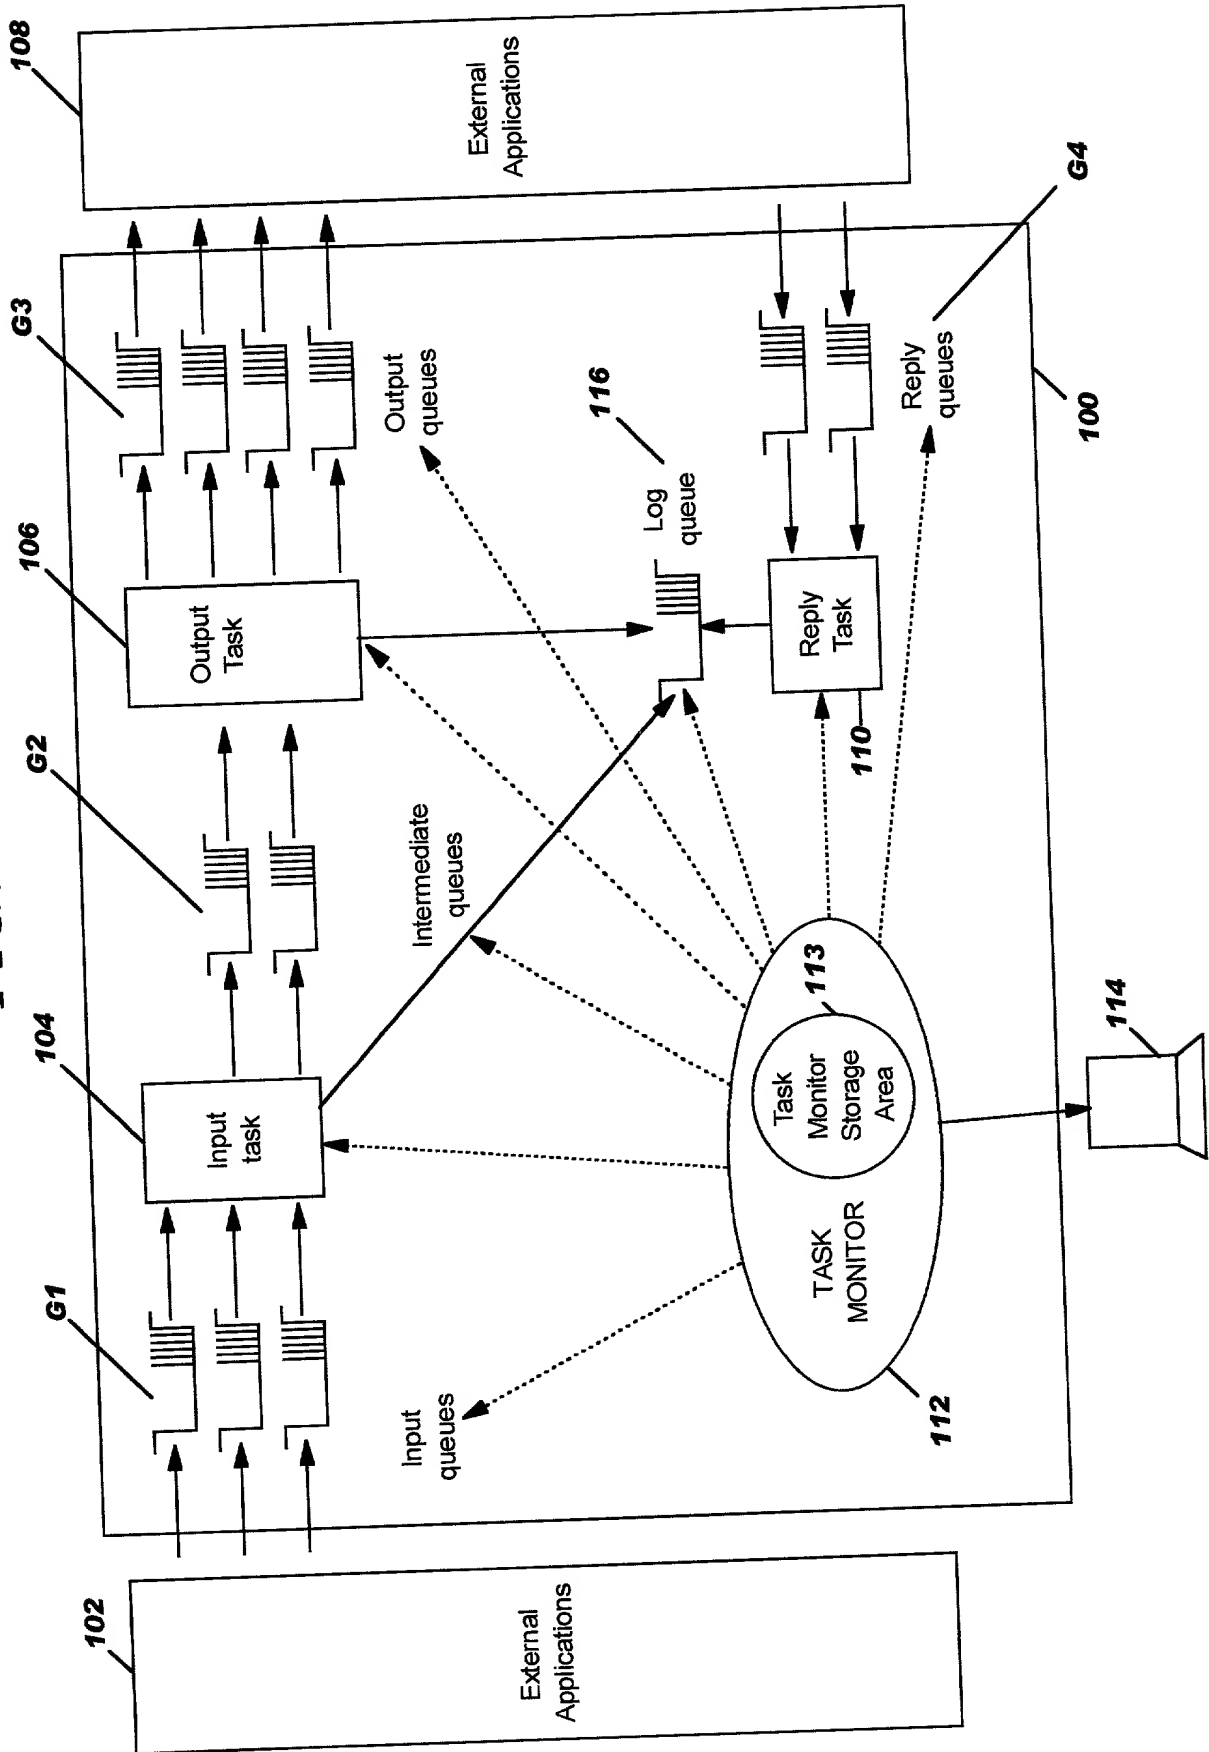 102
External
Applications
G1
104
G2
106
G3
108
Input
task
Output
Task
External
Applications
Input
queues
Intermediate
queues
Output
queues
Log
queue
116
TASK
MONITOR
Task
Monitor
Storage
Area
113
110
Reply
Task
Reply
queues
G4
112
114
100